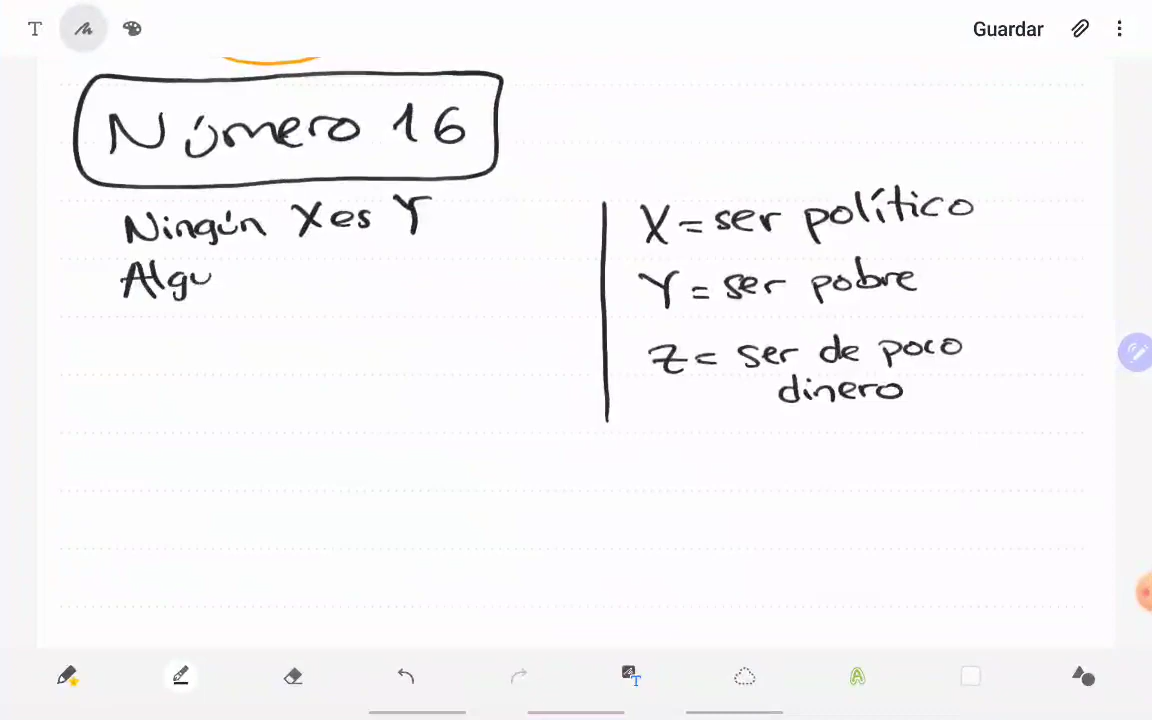 T
Guardar
Número 16
Ningún X es Y
Algu
X = ser político
Y = ser pobre
Z = ser de poco
dinero
T
A